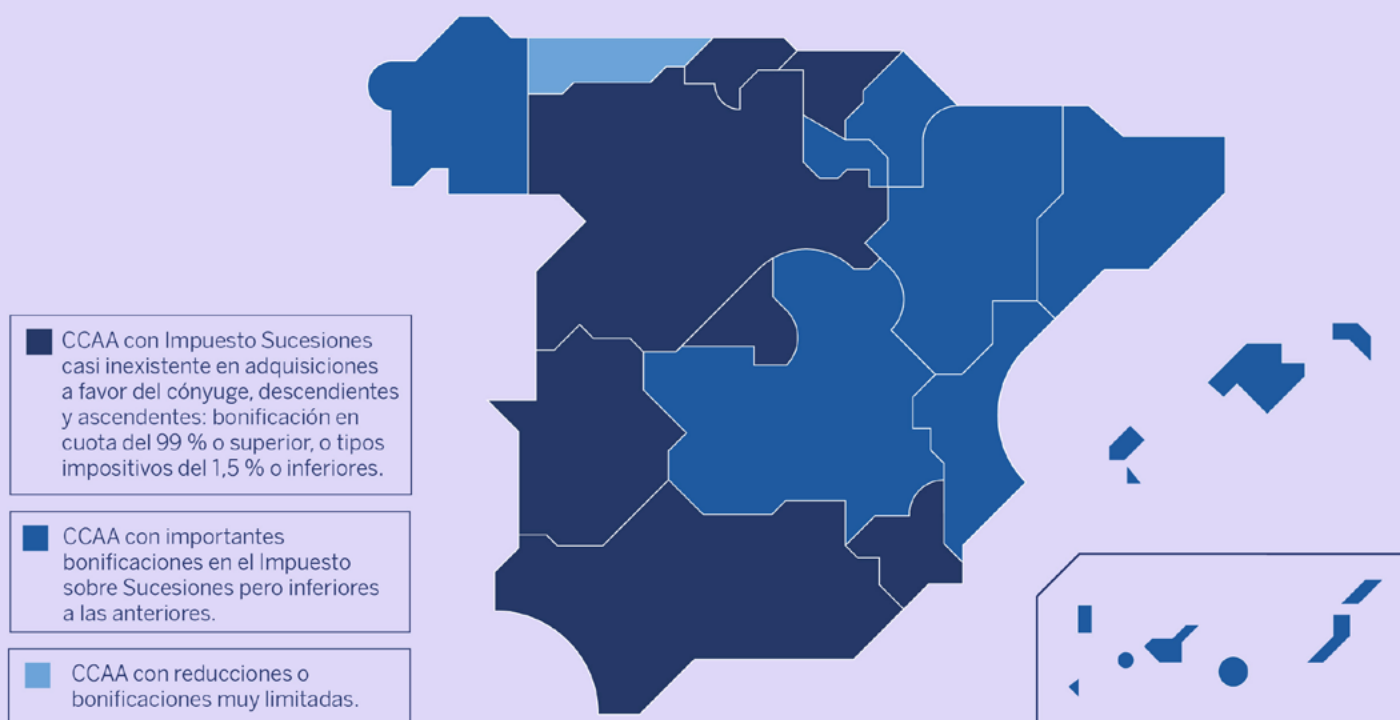 CCAA con Impuesto Sucesiones
casi inexistente en adquisiciones
a favor del cónyuge, descendientes
y ascendentes: bonificación en
cuota del 99 % o superior, o tipos
impositivos del 1,5 % o inferiores.
CCAA con importantes
bonificaciones en el Impuesto
sobre Sucesiones pero inferiores
a las anteriores.
CCAA con reducciones o
bonificaciones muy limitadas.